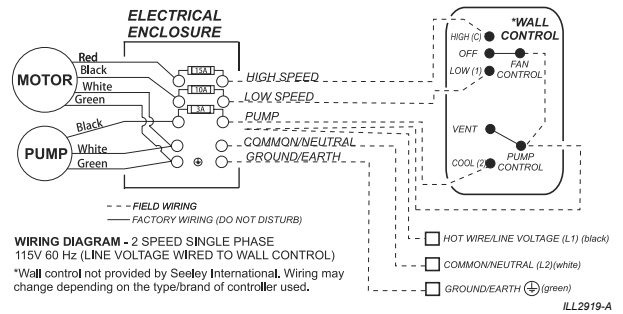 ELECTRICAL
ENCLOSURE
*WALL
CONTROL
HIGH (C)
OFF
LOW (1)
FAN
CONTROL
VENT
COOL (2)
PUMP
CONTROL
MOTOR
Red
Black
White
Green
PUMP
Black
White
Green
15A
10A
3A
HIGH SPEED
LOW SPEED
PUMP
COMMON/NEUTRAL
GROUND/EARTH
FIELD WIRING
FACTORY WIRING (DO NOT DISTURB)
WIRING DIAGRAM - 2 SPEED SINGLE PHASE
115V 60 Hz (LINE VOLTAGE WIRED TO WALL CONTROL)
*Wall control not provided by Seeley International. Wiring may
change depending on the type/brand of controller used.
HOT WIRE/LINE VOLTAGE (L1) (black)
COMMON/NEUTRAL (L2)(white)
GROUND/EARTH (green)
ILL2919-A